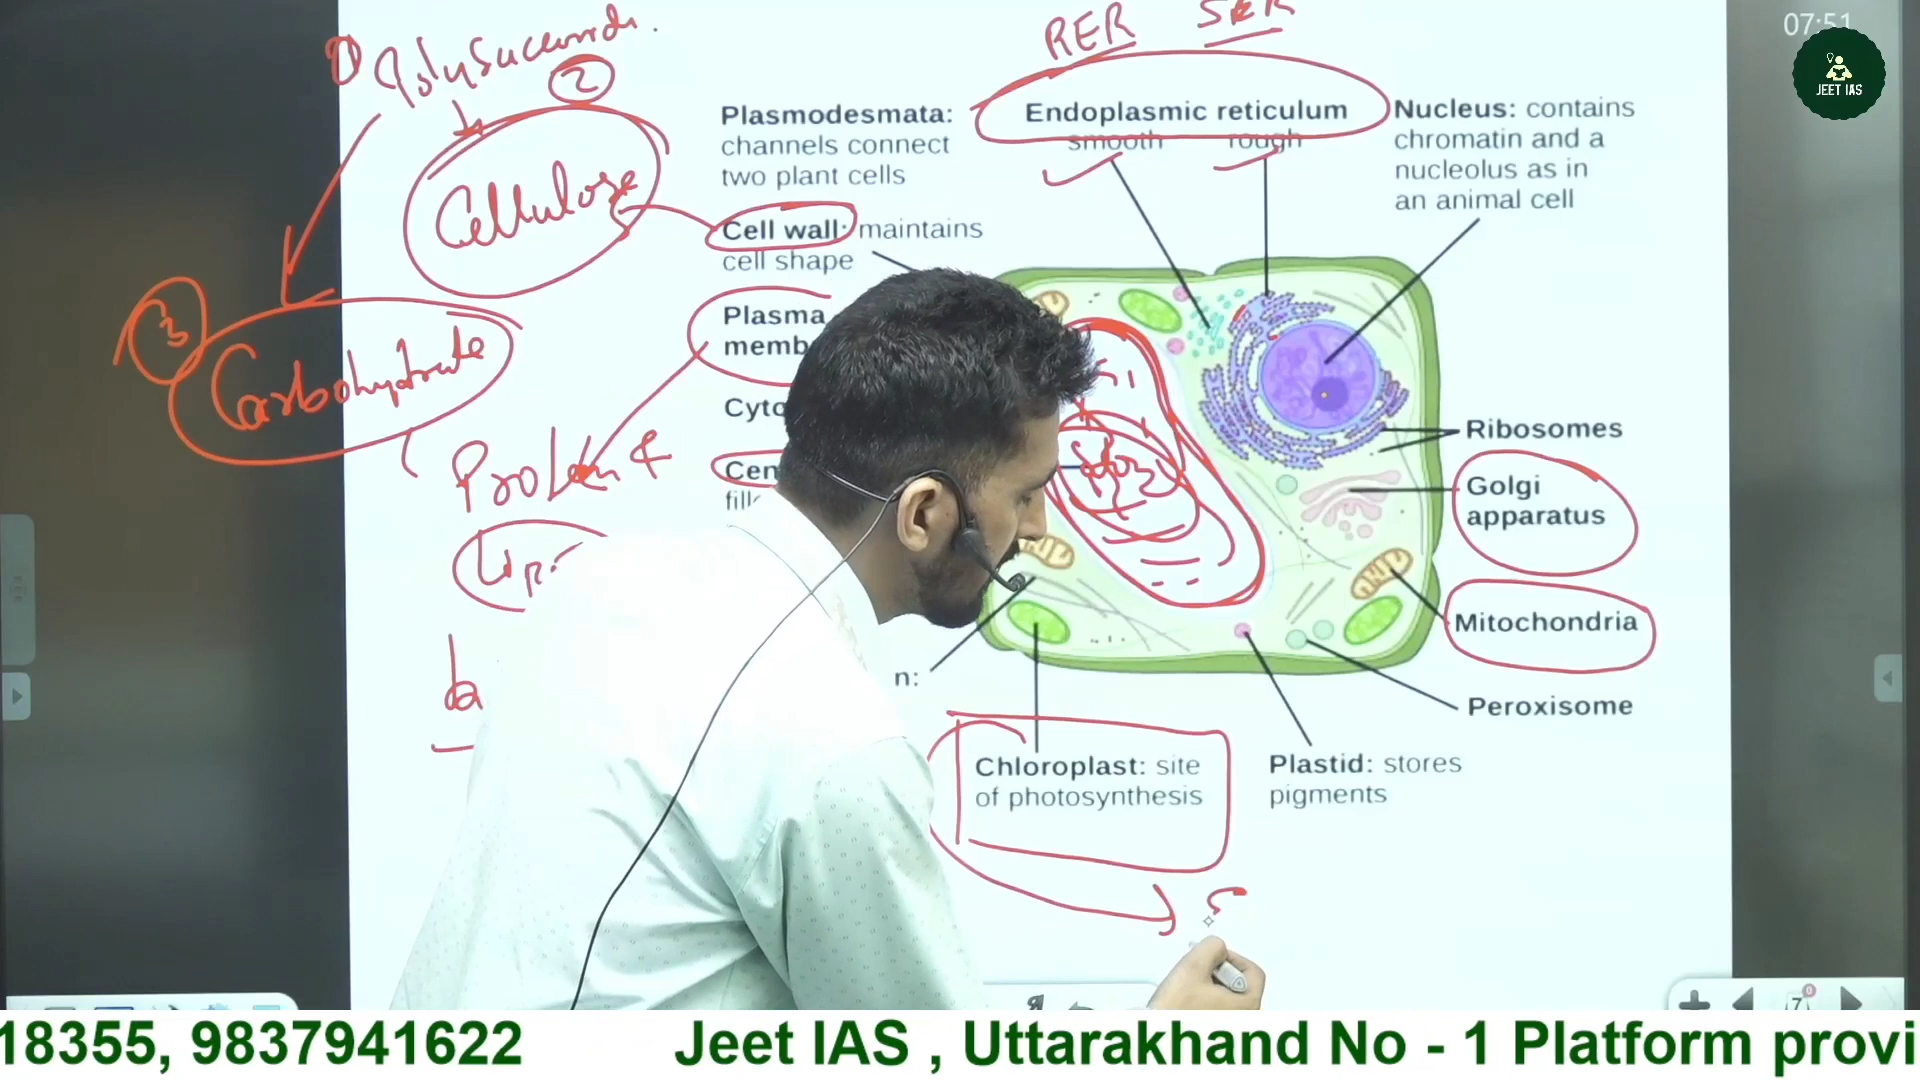 07:51
JEET IAS
RER SER
① Polysucceride.
②
Cellulose
③
Carbohydrate
Protein &
Plasmodesmata:
channels connect
two plant cells
Cell wall: maintains
cell shape
Plasma
memb
Cyto
Cen
n:
Endoplasmic reticulum
smooth rough
Nucleus: contains
chromatin and a
nucleolus as in
an animal cell
Ribosomes
Golgi
apparatus
Mitochondria
Peroxisome
Plastid: stores
pigments
Chloroplast: site
of photosynthesis
7
18355, 9837941622 Jeet IAS , Uttarakhand No - 1 Platform provi